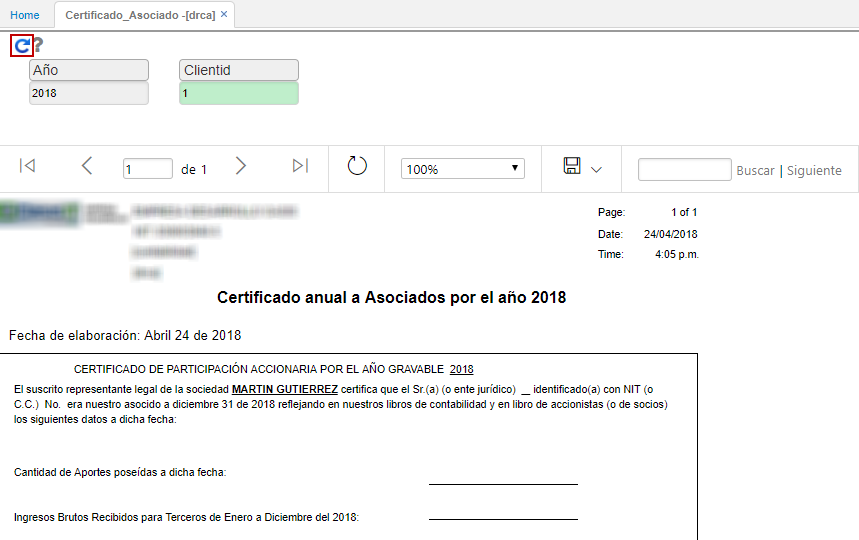 Home Certificado_Asociado -[drca] ×
?
Año Clientid
2018 1
1 de 1 100% Buscar | Siguiente
Page: 1 of 1
Date: 24/04/2018
Time: 4:05 p.m.
Certificado anual a Asociados por el año 2018
Fecha de elaboración: Abril 24 de 2018
CERTIFICADO DE PARTICIPACIÓN ACCIONARIA POR EL AÑO GRAVABLE 2018
El suscrito representante legal de la sociedad MARTIN GUTIERREZ certifica que el Sr.(a) (o ente jurídico) __ identificado(a) con NIT (o
C.C.) No. era nuestro asocido a diciembre 31 de 2018 reflejando en nuestros libros de contabilidad y en libro de accionistas (o de socios)
los siguientes datos a dicha fecha:
Cantidad de Aportes poseídas a dicha fecha:
Ingresos Brutos Recibidos para Terceros de Enero a Diciembre del 2018: